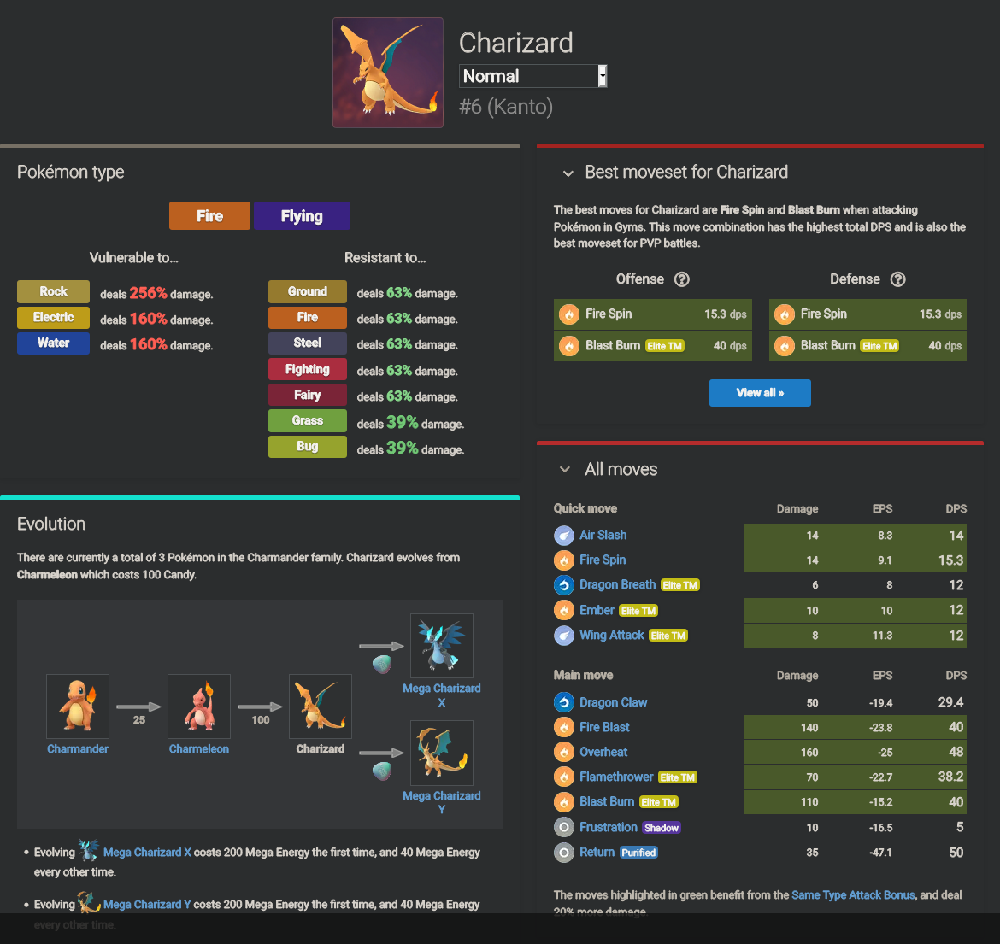 Charizard
Normal
#6 (Kanto)
Pokémon type
Fire Flying
Vulnerable to...
Rock deals 256% damage.
Electric deals 160% damage.
Water deals 160% damage.
Resistant to...
Ground deals 63% damage.
Fire deals 63% damage.
Steel deals 63% damage.
Fighting deals 63% damage.
Fairy deals 63% damage.
Grass deals 39% damage.
Bug deals 39% damage.
Evolution
There are currently a total of 3 Pokémon in the Charmander family. Charizard evolves from
Charmeleon which costs 100 Candy.
Charmander
25
Charmeleon
100
Charizard
Mega Charizard
X
Mega Charizard
Y
• Evolving Mega Charizard X costs 200 Mega Energy the first time, and 40 Mega Energy
every other time.
• Evolving Mega Charizard Y costs 200 Mega Energy the first time, and 40 Mega Energy
every other time.
Best moveset for Charizard
The best moves for Charizard are Fire Spin and Blast Burn when attacking
Pokémon in Gyms. This move combination has the highest total DPS and is also the
best moveset for PVP battles.
Offense ?
Fire Spin 15.3 dps
Blast Burn Elite TM 40 dps
Defense ?
Fire Spin 15.3 dps
Blast Burn Elite TM 40 dps
View all »
All moves
Quick move Damage EPS DPS
Air Slash 14 8.3 14
Fire Spin 14 9.1 15.3
Dragon Breath Elite TM 6 8 12
Ember Elite TM 10 10 12
Wing Attack Elite TM 8 11.3 12
Main move Damage EPS DPS
Dragon Claw 50 -19.4 29.4
Fire Blast 140 -23.8 40
Overheat 160 -25 48
Flamethrower Elite TM 70 -22.7 38.2
Blast Burn Elite TM 110 -15.2 40
Frustration Shadow 10 -16.5 5
Return Purified 35 -47.1 50
The moves highlighted in green benefit from the Same Type Attack Bonus, and deal
20% more damage.